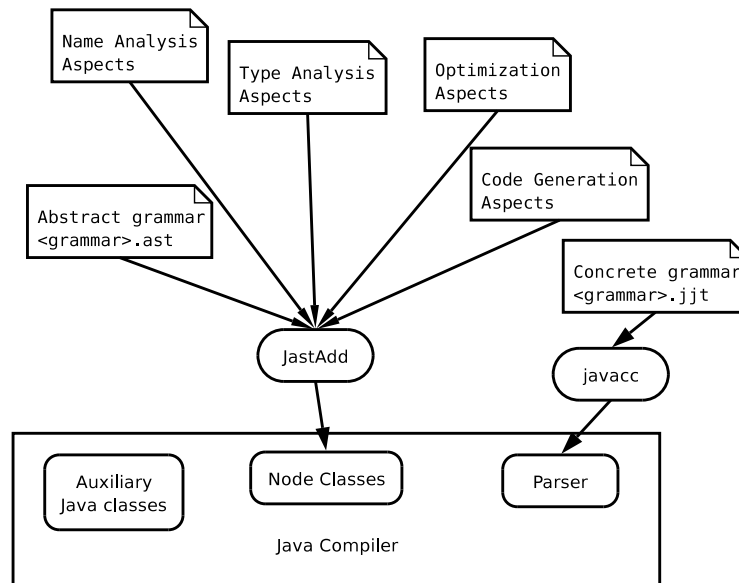 Name Analysis
Aspects
Type Analysis
Aspects
Optimization
Aspects
Code Generation
Aspects
Abstract grammar
<grammar>.ast
Concrete grammar
<grammar>.jjt
JastAdd
javacc
Auxiliary
Java classes
Node Classes
Parser
Java Compiler